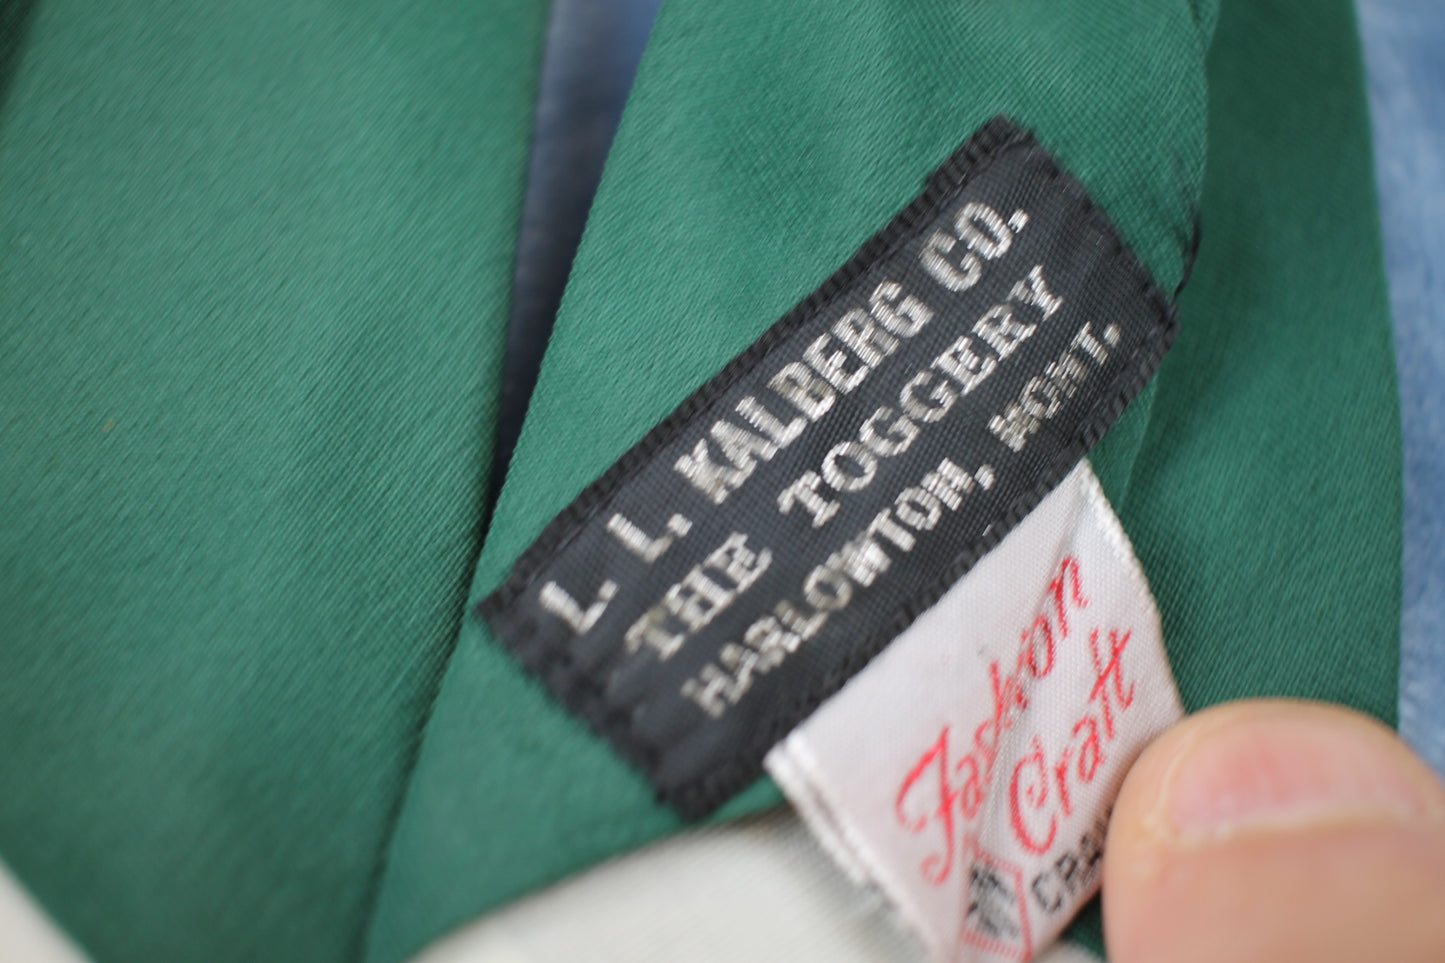 L. L. KALBERG CO.
THE TOGGERY
HARLOWTON, MONT.
Fashion
Craft